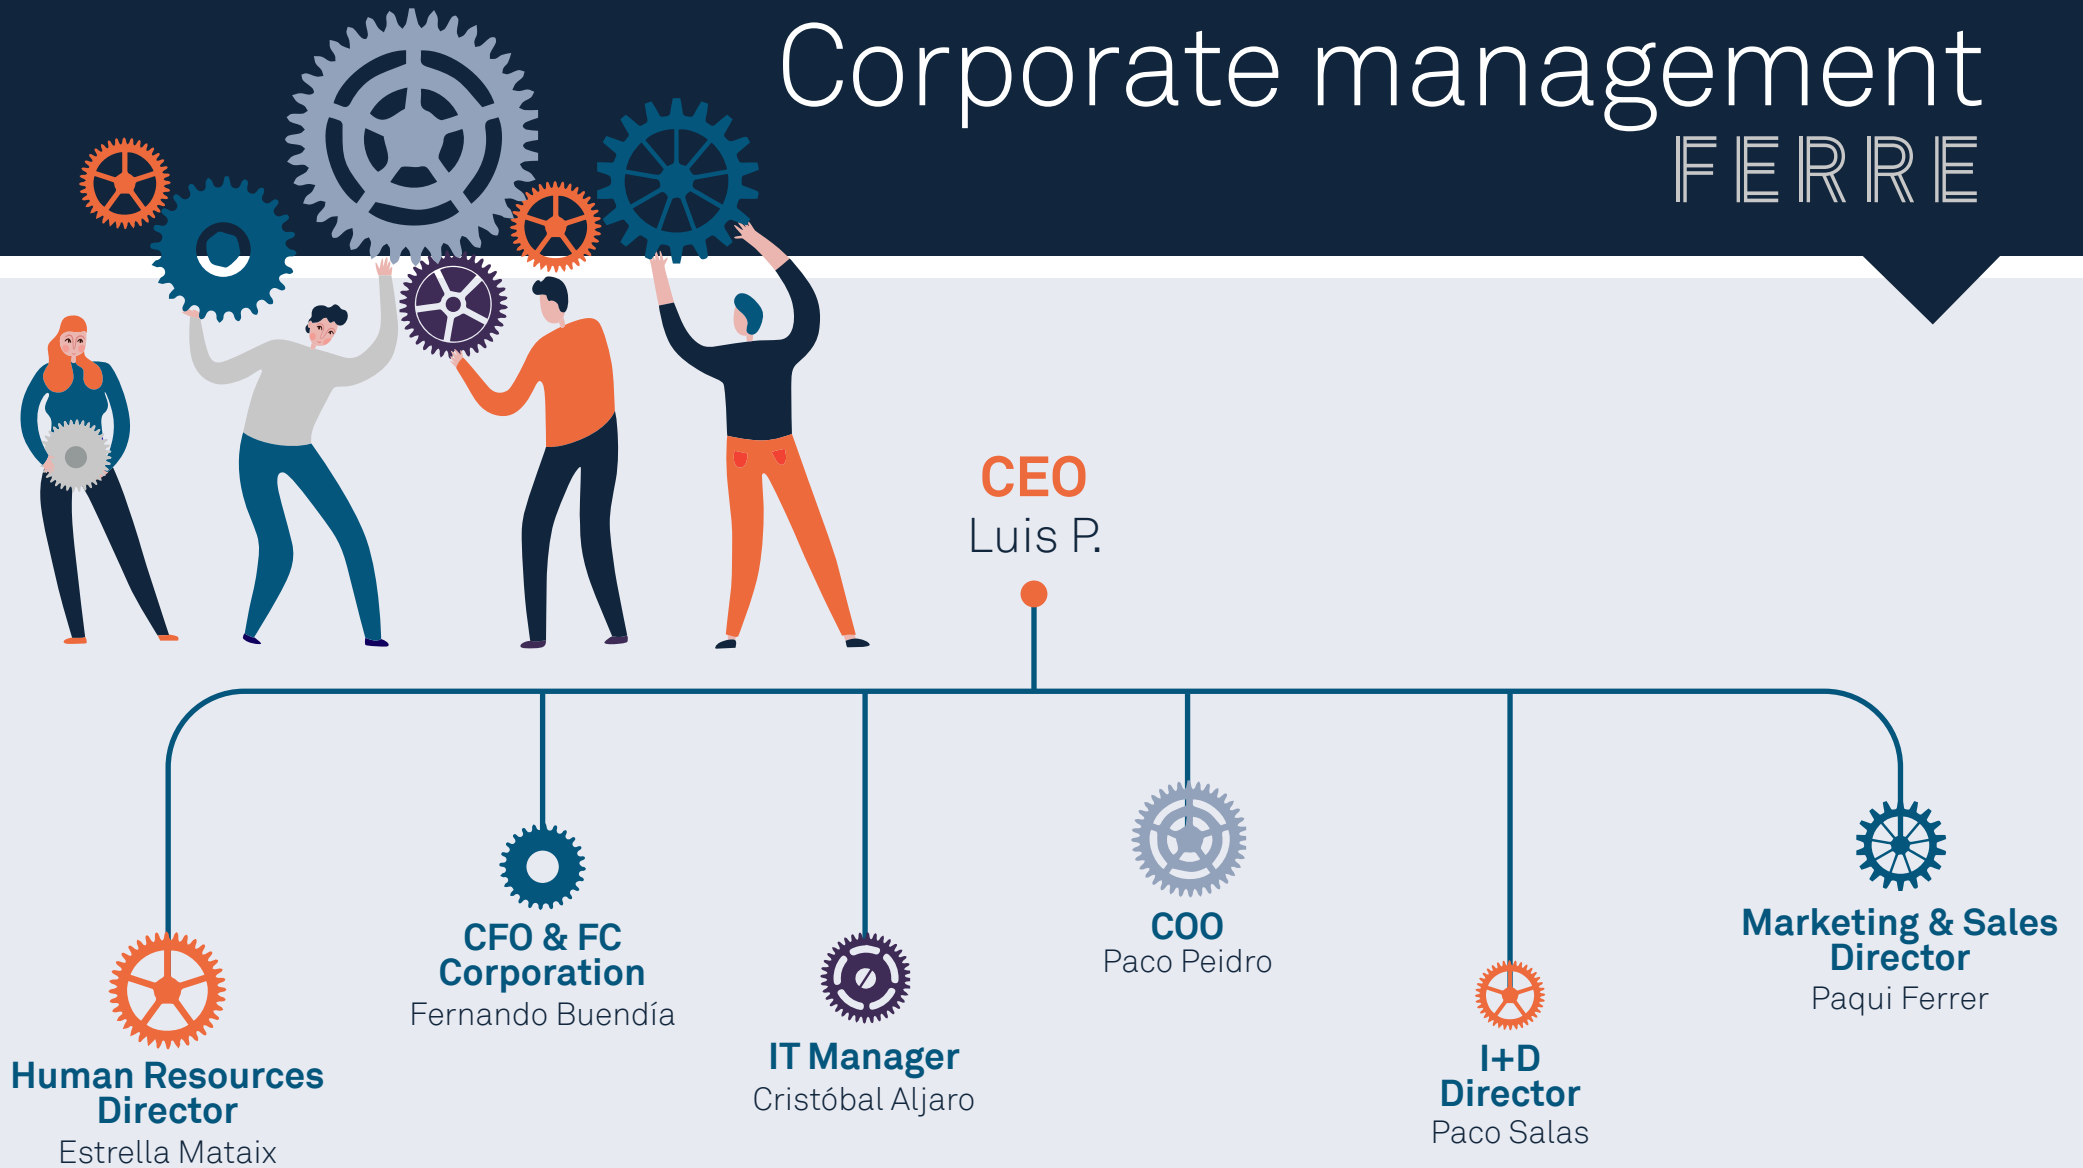 Corporate management
FERRE
CEO
Luis P.
Human Resources
Director
Estrella Mataix
CFO & FC
Corporation
Fernando Buendía
IT Manager
Cristóbal Aljaro
COO
Paco Peidro
I+D
Director
Paco Salas
Marketing & Sales
Director
Paqui Ferrer